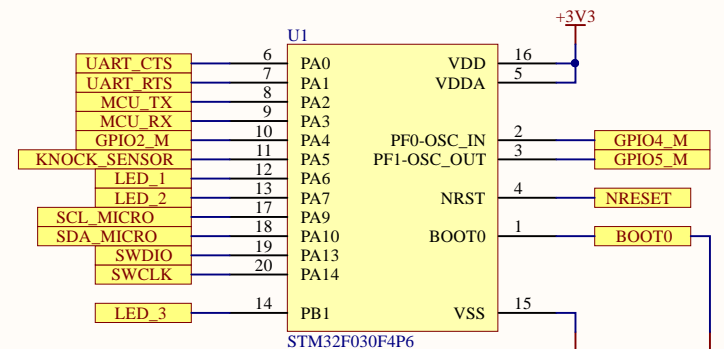 +3V3
U1
UART_CTS 6 PA0 VDD 16
UART_RTS 7 PA1 VDDA 5
MCU_TX 8 PA2
MCU_RX 9 PA3
GPIO2_M 10 PA4 PF0-OSC_IN 2 GPIO4_M
KNOCK_SENSOR 11 PA5 PF1-OSC_OUT 3 GPIO5_M
LED_1 12 PA6
LED_2 13 PA7 NRST 4 NRESET
SCL_MICRO 17 PA9
SDA_MICRO 18 PA10 BOOT0 1 BOOT0
SWDIO 19 PA13
SWCLK 20 PA14
LED_3 14 PB1 VSS 15
STM32F030F4P6